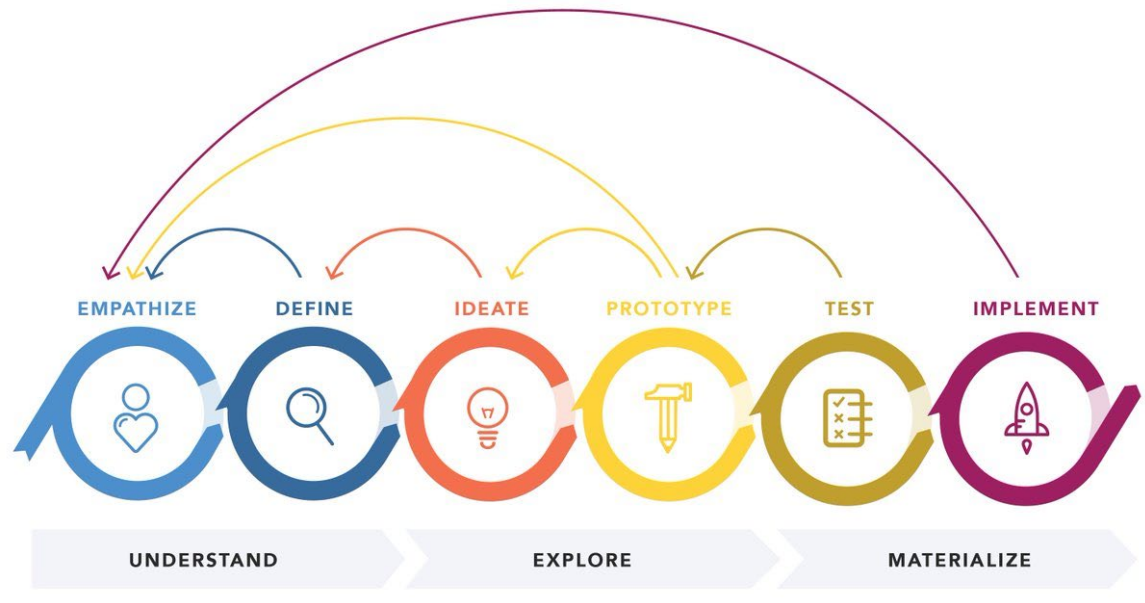 EMPATHIZE
DEFINE
IDEATE
PROTOTYPE
TEST
IMPLEMENT
UNDERSTAND
EXPLORE
MATERIALIZE